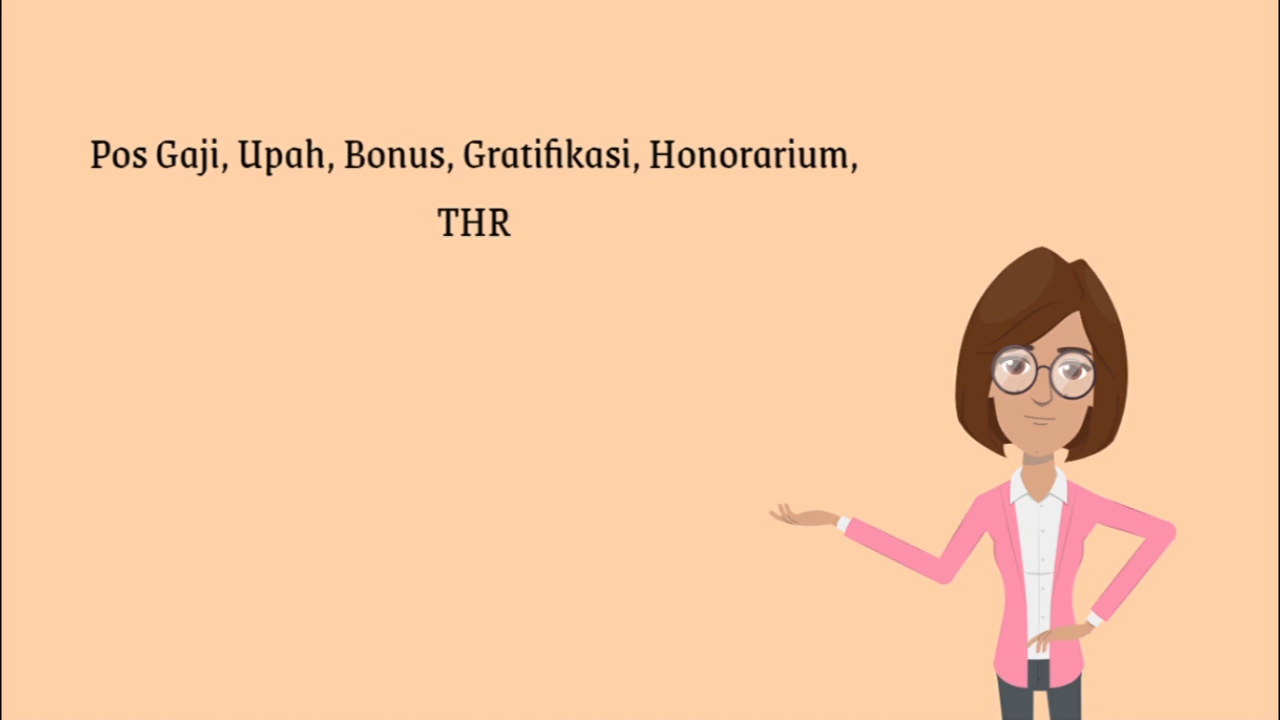 Pos Gaji, Upah, Bonus, Gratifikasi, Honorarium,
THR